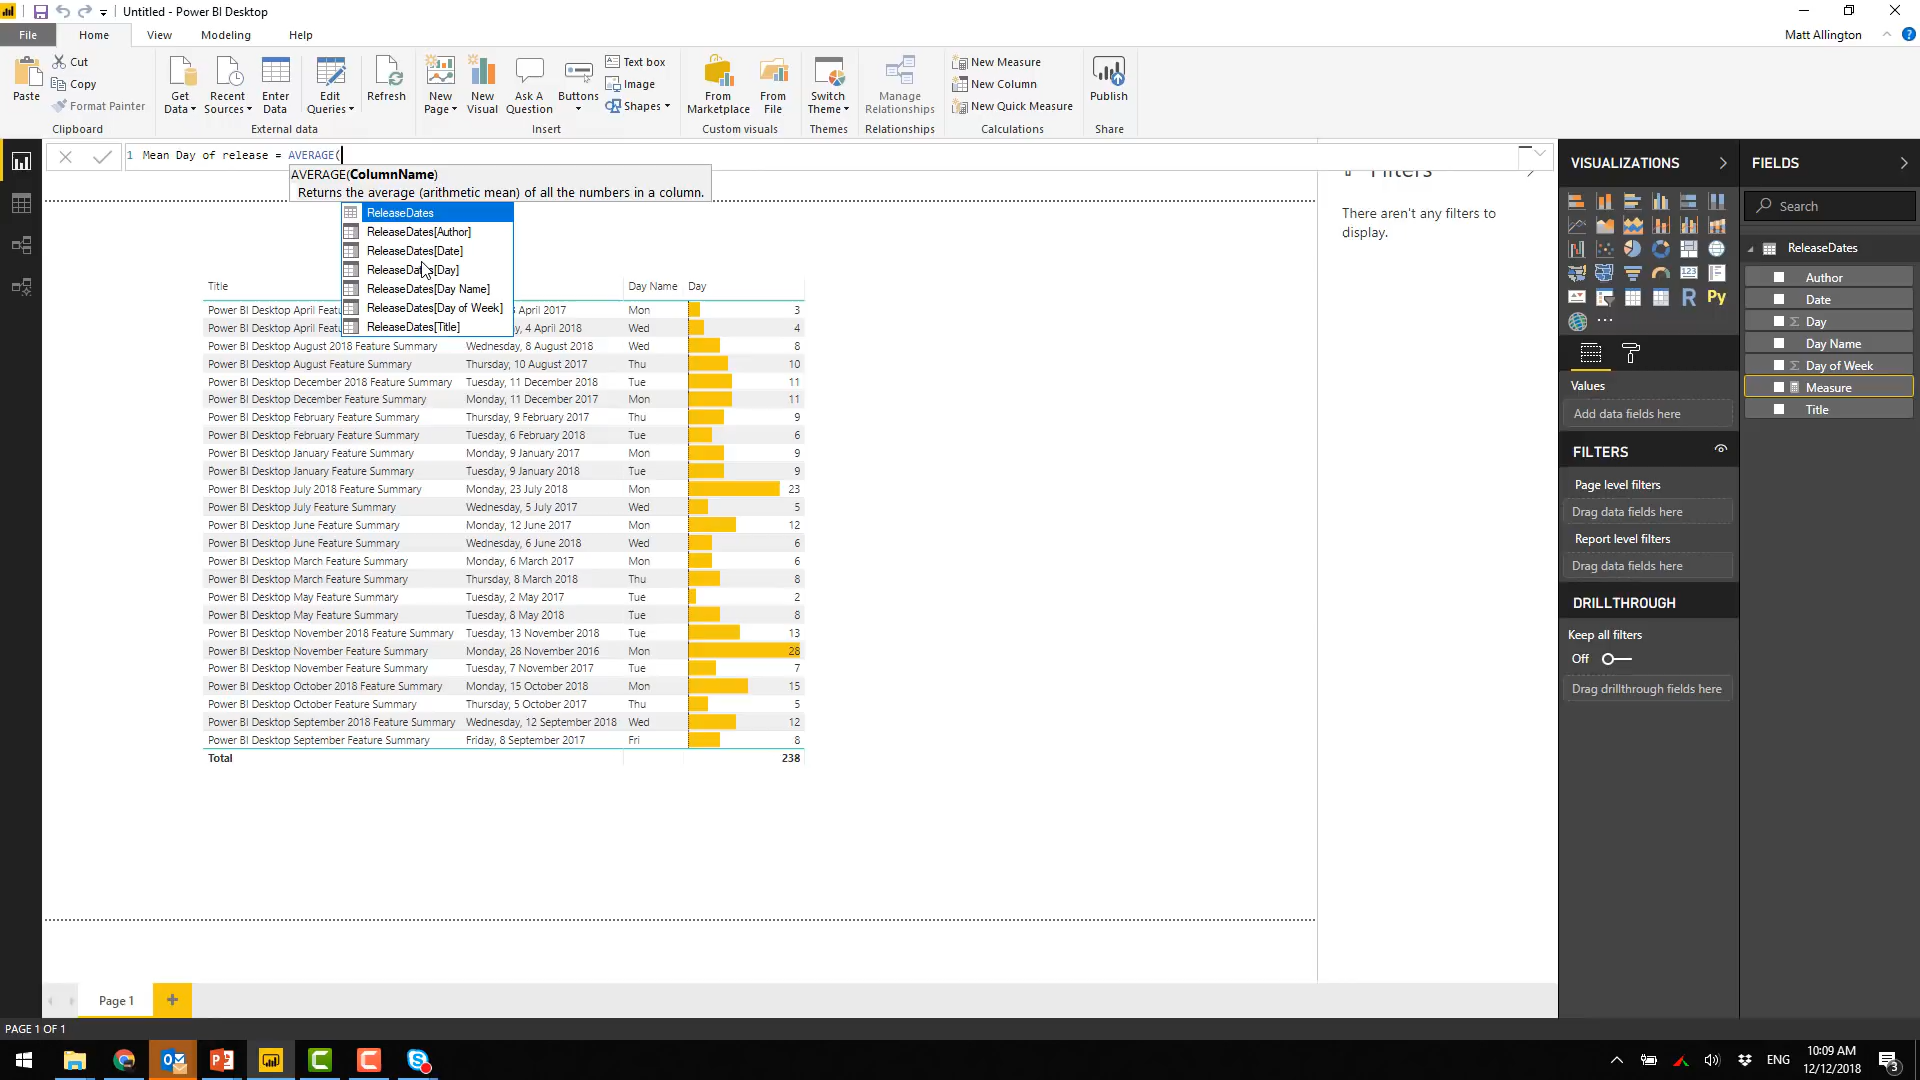 Untitled - Power BI Desktop
File
Home
View
Modeling
Help
Matt Allington
Paste
Cut
Copy
Format Painter
Clipboard
Get Data
Recent Sources
Enter Data
Edit Queries
Refresh
External data
New Page
New Visual
Ask A Question
Buttons
Text box
Image
Shapes
Insert
From Marketplace
From File
Custom visuals
Switch Theme
Themes
Manage Relationships
Relationships
New Measure
New Column
New Quick Measure
Calculations
Publish
Share
1 Mean Day of release = AVERAGE(
AVERAGE(ColumnName)
Returns the average (arithmetic mean) of all the numbers in a column.
ReleaseDates
ReleaseDates[Author]
ReleaseDates[Date]
ReleaseDates[Day]
ReleaseDates[Day Name]
ReleaseDates[Day of Week]
ReleaseDates[Title]
Title Day Name Day
Power BI Desktop April Featu April 2017 Mon 3
Power BI Desktop April Featu y, 4 April 2018 Wed 4
Power BI Desktop August 2018 Feature Summary Wednesday, 8 August 2018 Wed 8
Power BI Desktop August Feature Summary Thursday, 10 August 2017 Thu 10
Power BI Desktop December 2018 Feature Summary Tuesday, 11 December 2018 Tue 11
Power BI Desktop December Feature Summary Monday, 11 December 2017 Mon 11
Power BI Desktop February Feature Summary Thursday, 9 February 2017 Thu 9
Power BI Desktop February Feature Summary Tuesday, 6 February 2018 Tue 6
Power BI Desktop January Feature Summary Monday, 9 January 2017 Mon 9
Power BI Desktop January Feature Summary Tuesday, 9 January 2018 Tue 9
Power BI Desktop July 2018 Feature Summary Monday, 23 July 2018 Mon 23
Power BI Desktop July Feature Summary Wednesday, 5 July 2017 Wed 5
Power BI Desktop June Feature Summary Monday, 12 June 2017 Mon 12
Power BI Desktop June Feature Summary Wednesday, 6 June 2018 Wed 6
Power BI Desktop March Feature Summary Monday, 6 March 2017 Mon 6
Power BI Desktop March Feature Summary Thursday, 8 March 2018 Thu 8
Power BI Desktop May Feature Summary Tuesday, 2 May 2017 Tue 2
Power BI Desktop May Feature Summary Tuesday, 8 May 2018 Tue 8
Power BI Desktop November 2018 Feature Summary Tuesday, 13 November 2018 Tue 13
Power BI Desktop November Feature Summary Monday, 28 November 2016 Mon 28
Power BI Desktop November Feature Summary Tuesday, 7 November 2017 Tue 7
Power BI Desktop October 2018 Feature Summary Monday, 15 October 2018 Mon 15
Power BI Desktop October Feature Summary Thursday, 5 October 2017 Thu 5
Power BI Desktop September 2018 Feature Summary Wednesday, 12 September 2018 Wed 12
Power BI Desktop September Feature Summary Friday, 8 September 2017 Fri 8
Total 238
Filters
There aren't any filters to
display.
VISUALIZATIONS
R Py
Values
Add data fields here
FILTERS
Page level filters
Drag data fields here
Report level filters
Drag data fields here
DRILLTHROUGH
Keep all filters
Off
Drag drillthrough fields here
FIELDS
Search
ReleaseDates
Author
Date
Day
Day Name
Day of Week
Measure
Title
Page 1
PAGE 1 OF 1
ENG
10:09 AM
12/12/2018
3